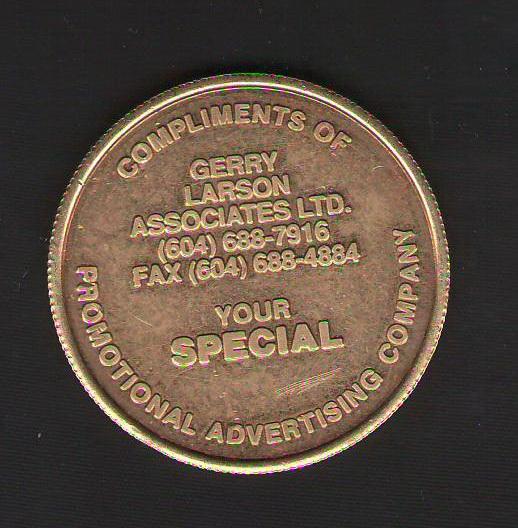 COMPLIMENTS OF
GERRY
LARSON
ASSOCIATES LTD.
(604) 688-7916
FAX (604) 688-4884
YOUR
SPECIAL
PROMOTIONAL ADVERTISING COMPANY